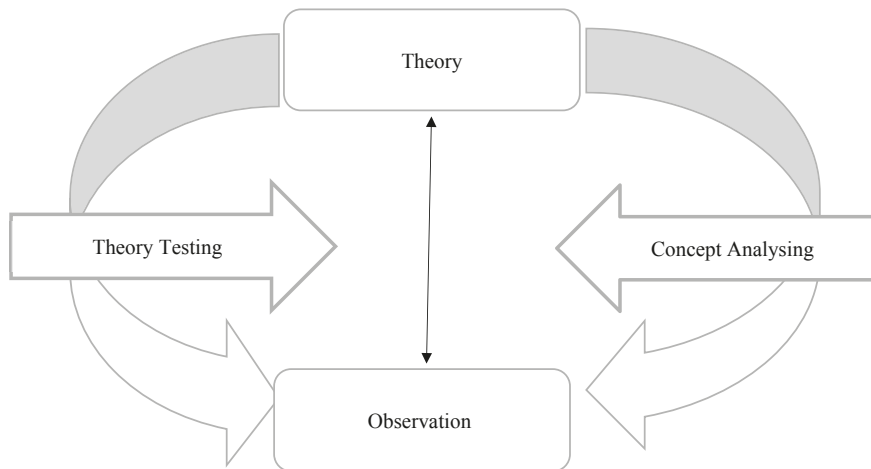 Theory
Theory Testing
Concept Analysing
Observation